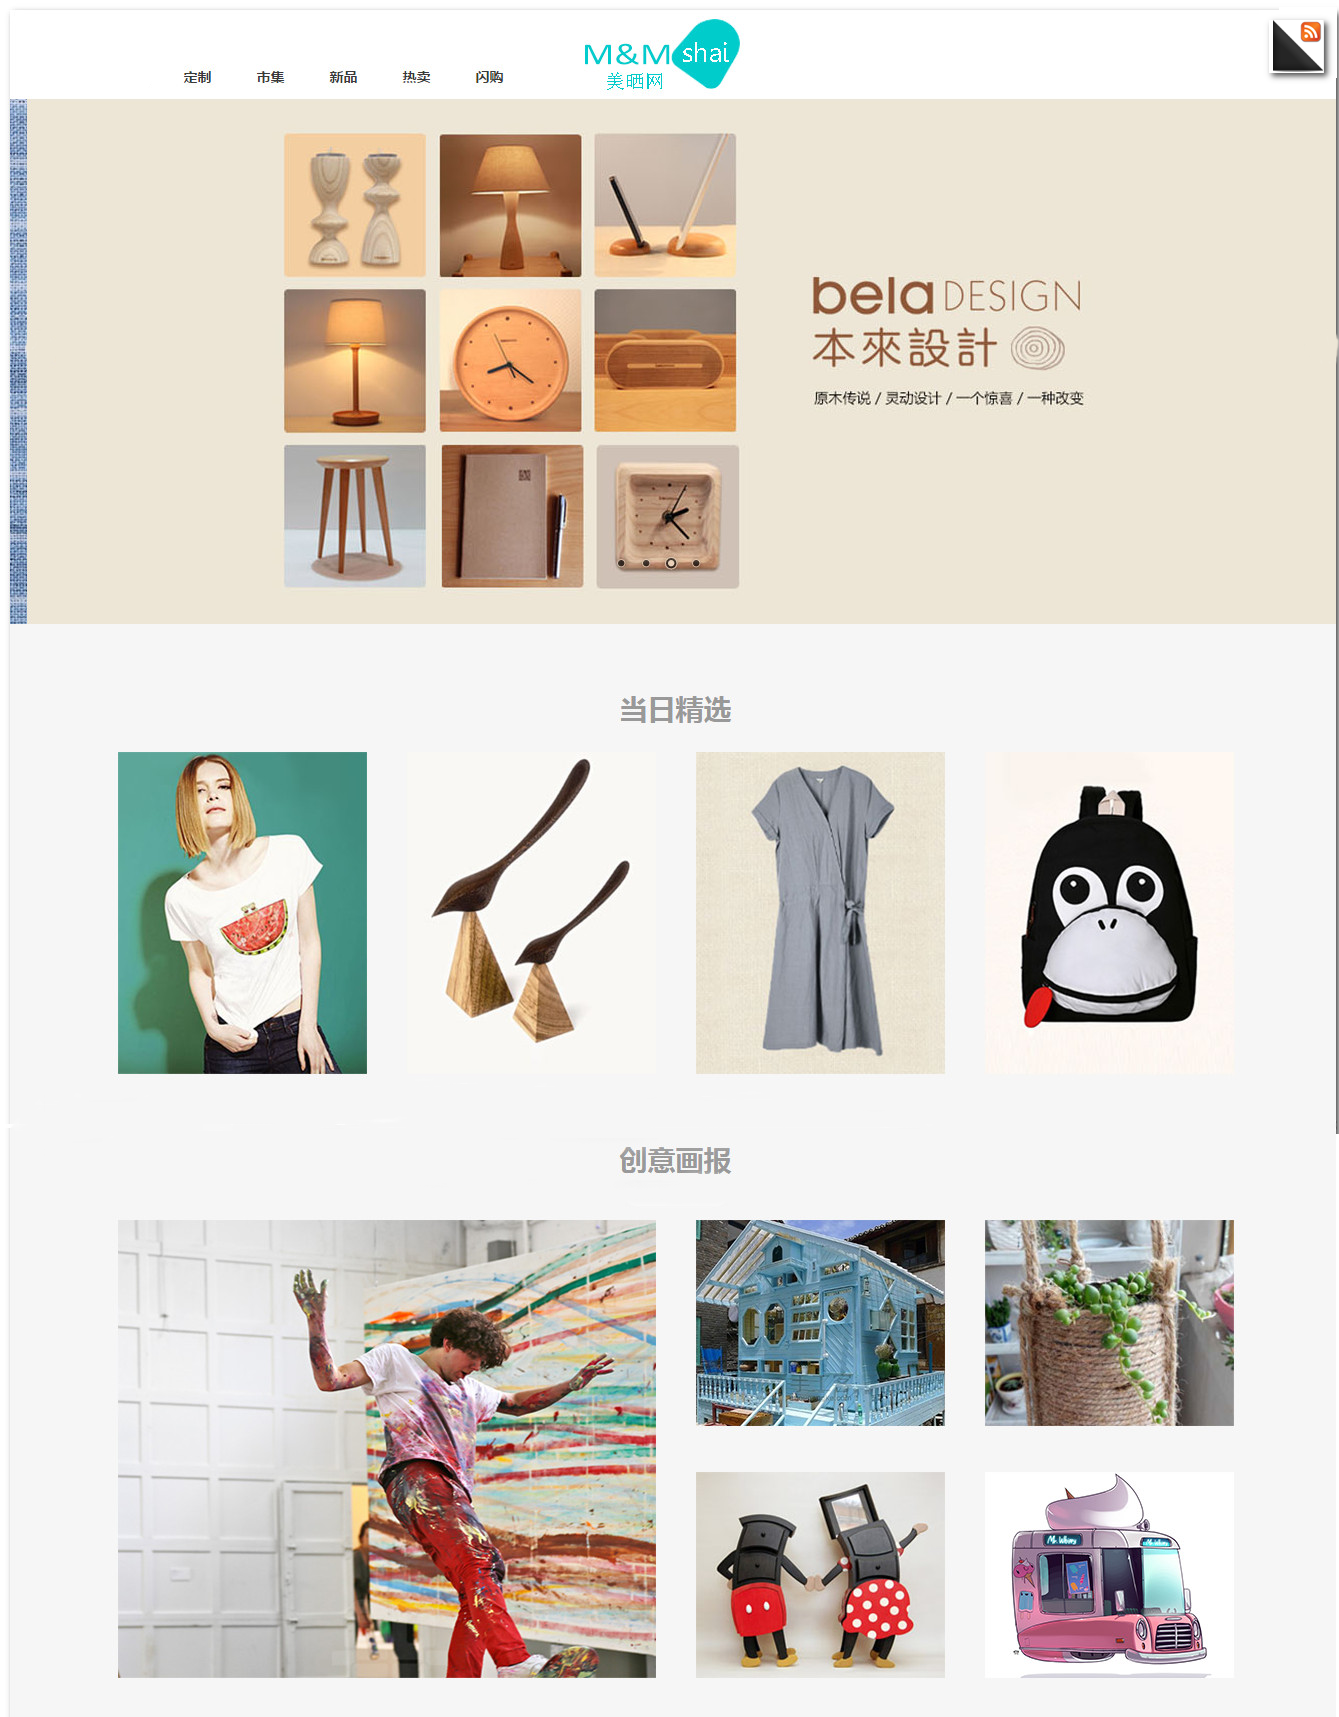 定制 市集 新品 热卖 闪购
M&M shai
美晒网
bela DESIGN
本來設計
原木传说 / 灵动设计 / 一个惊喜 / 一种改变
当日精选
创意画报
Mr. Whippy